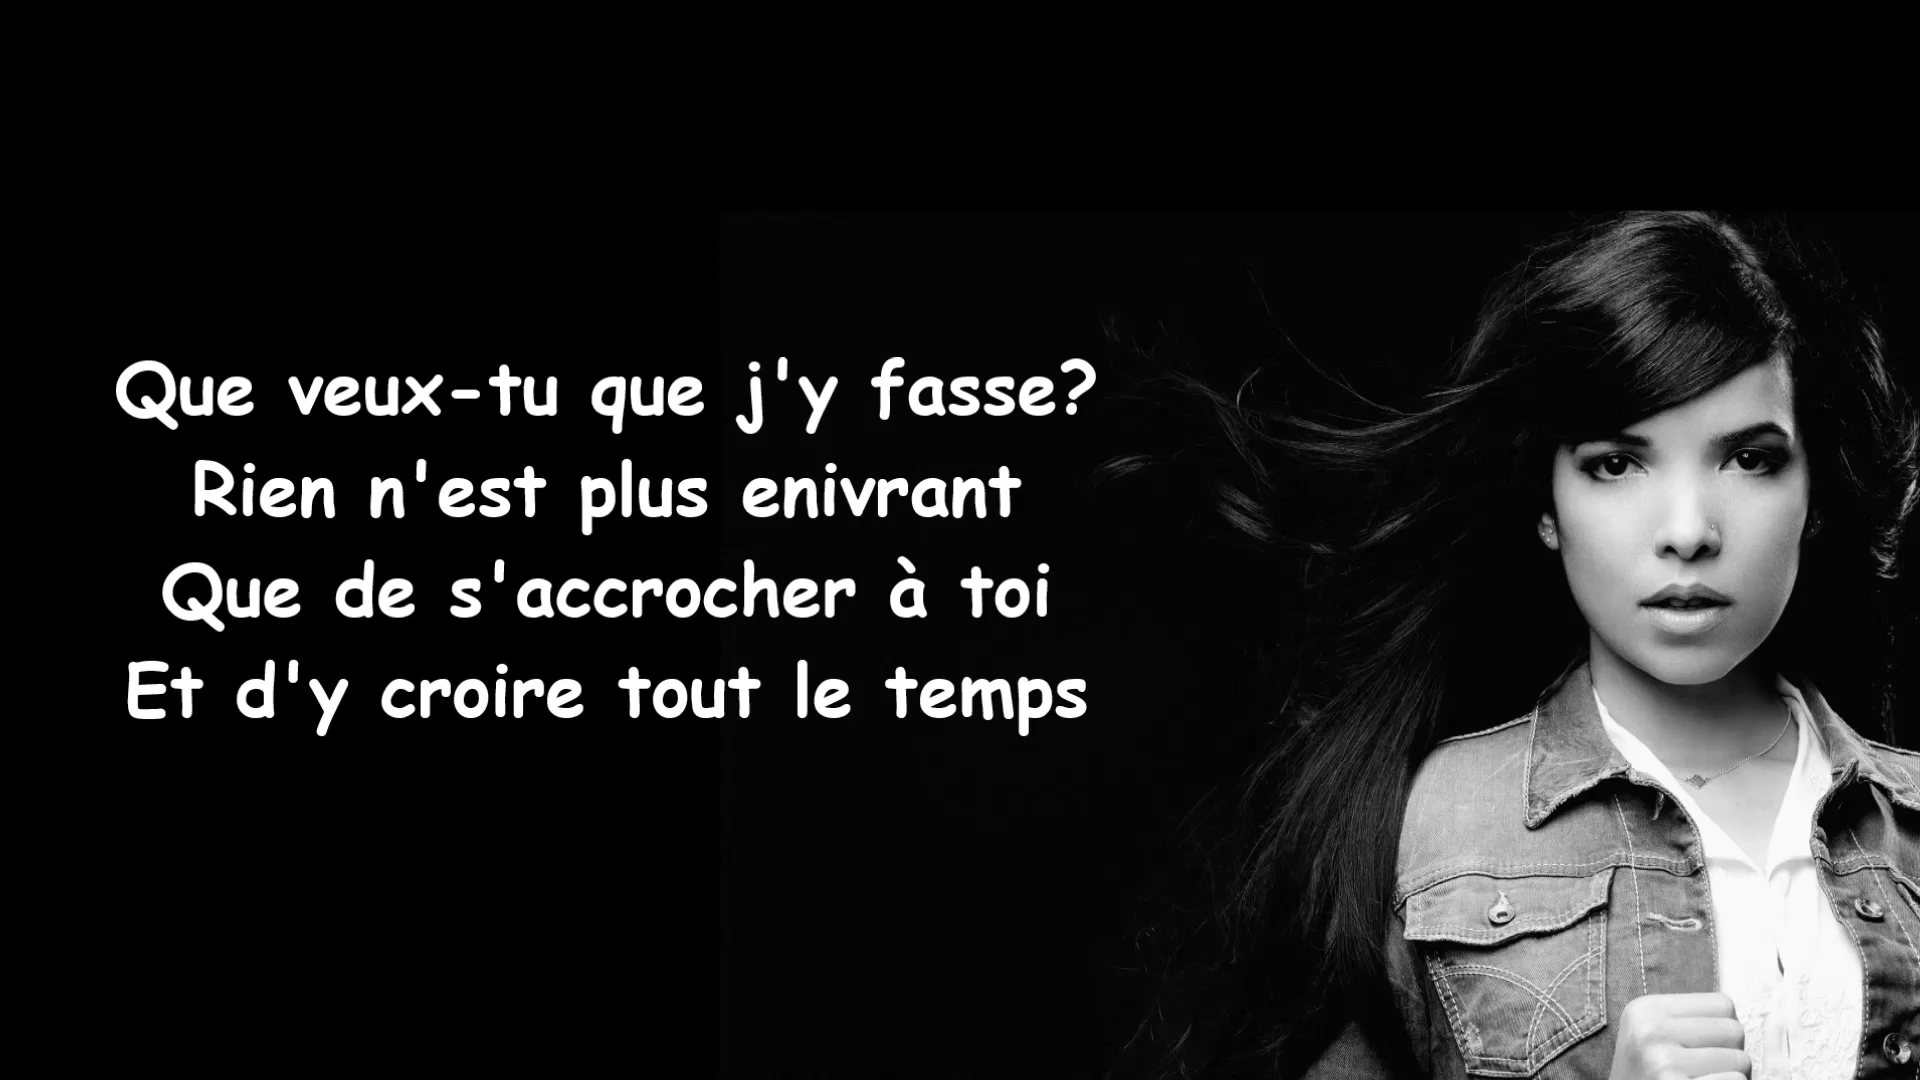 Que veux-tu que j'y fasse?
Rien n'est plus enivrant
Que de s'accrocher à toi
Et d'y croire tout le temps